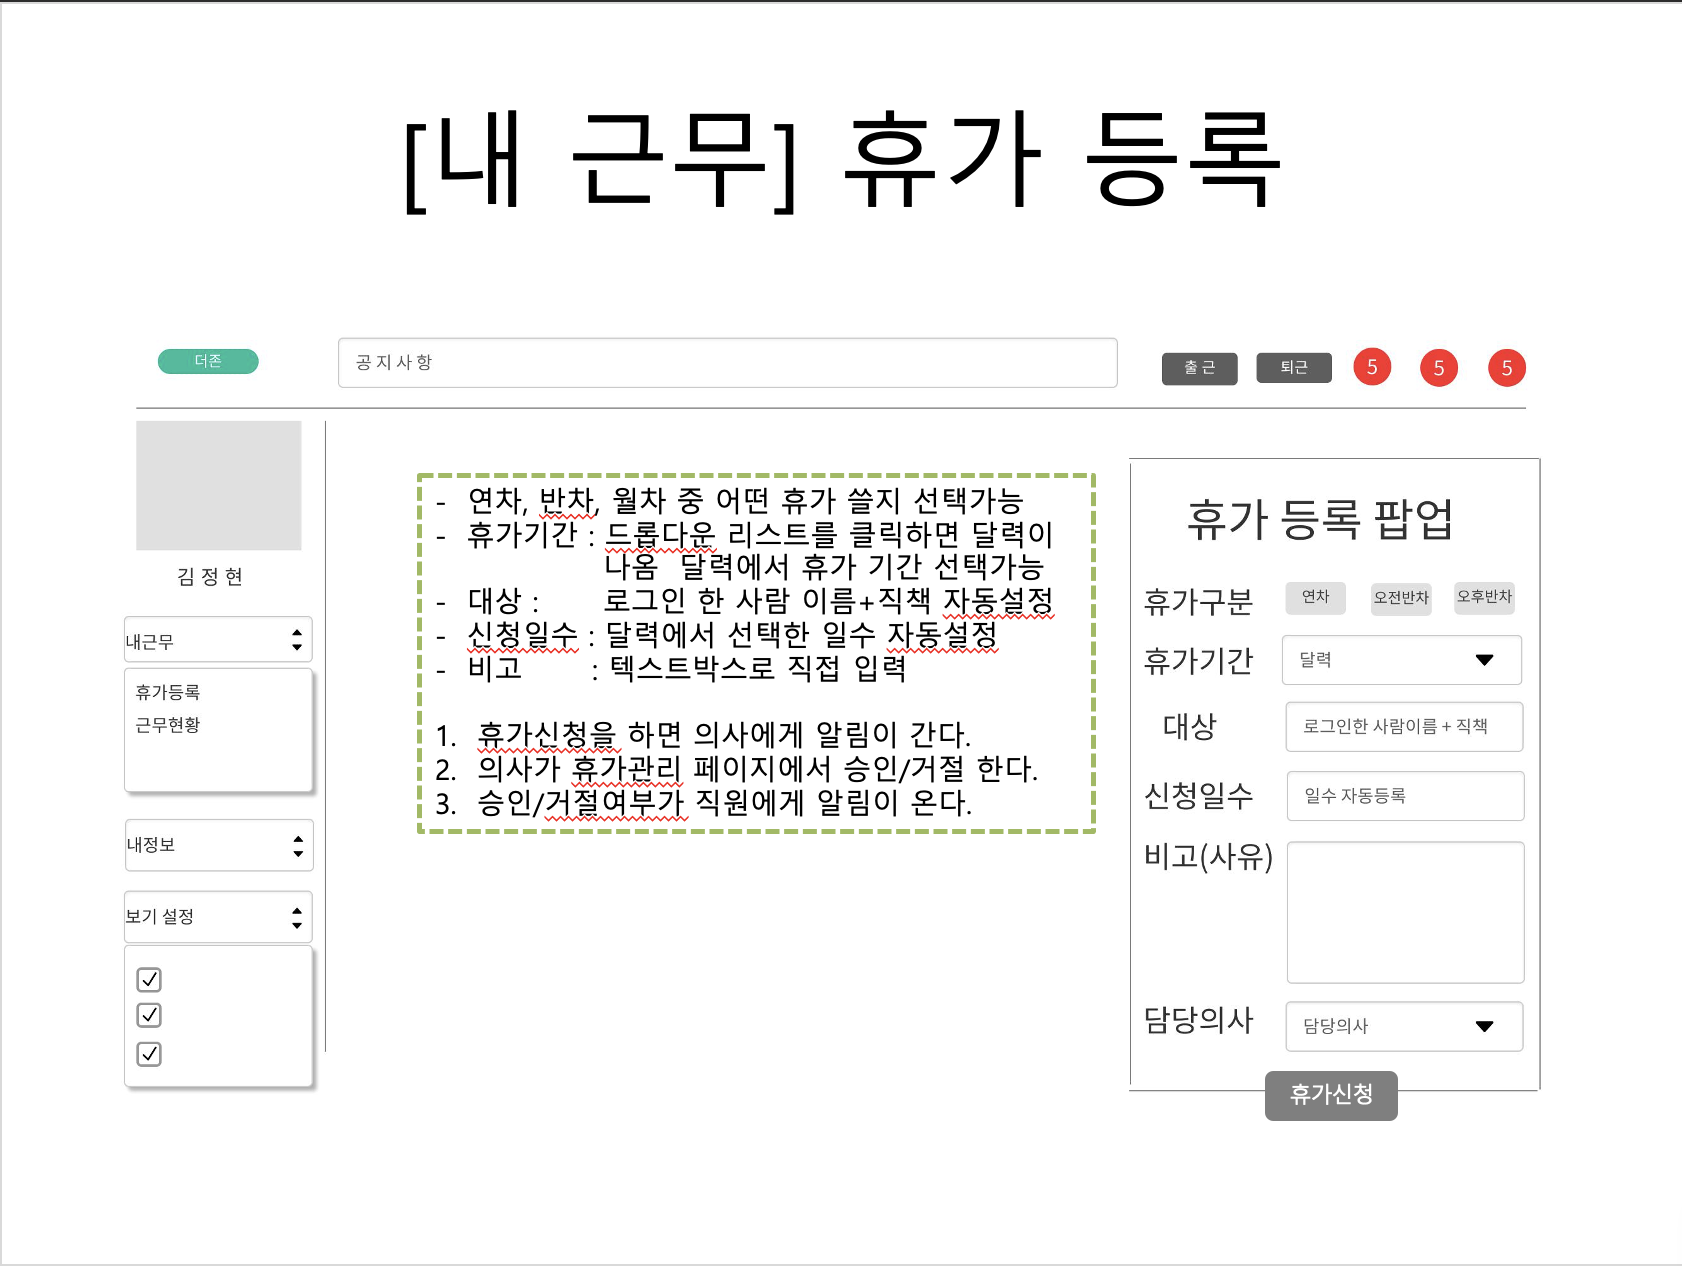 [내 근무] 휴가 등록
더존
공 지 사 항
출 근
퇴근
5
5
5
김 정 현
내근무
휴가등록
근무현황
내정보
보기 설정
- 연차, 반차, 월차 중 어떤 휴가 쓸지 선택가능
- 휴가기간 : 드롭다운 리스트를 클릭하면 달력이
나옴 달력에서 휴가 기간 선택가능
- 대상 : 로그인 한 사람 이름+직책 자동설정
- 신청일수 : 달력에서 선택한 일수 자동설정
- 비고 : 텍스트박스로 직접 입력
1. 휴가신청을 하면 의사에게 알림이 간다.
2. 의사가 휴가관리 페이지에서 승인/거절 한다.
3. 승인/거절여부가 직원에게 알림이 온다.
휴가 등록 팝업
휴가구분 연차 오전반차 오후반차
휴가기간 달력
대상 로그인한 사람이름 + 직책
신청일수 일수 자동등록
비고(사유)
담당의사 담당의사
휴가신청